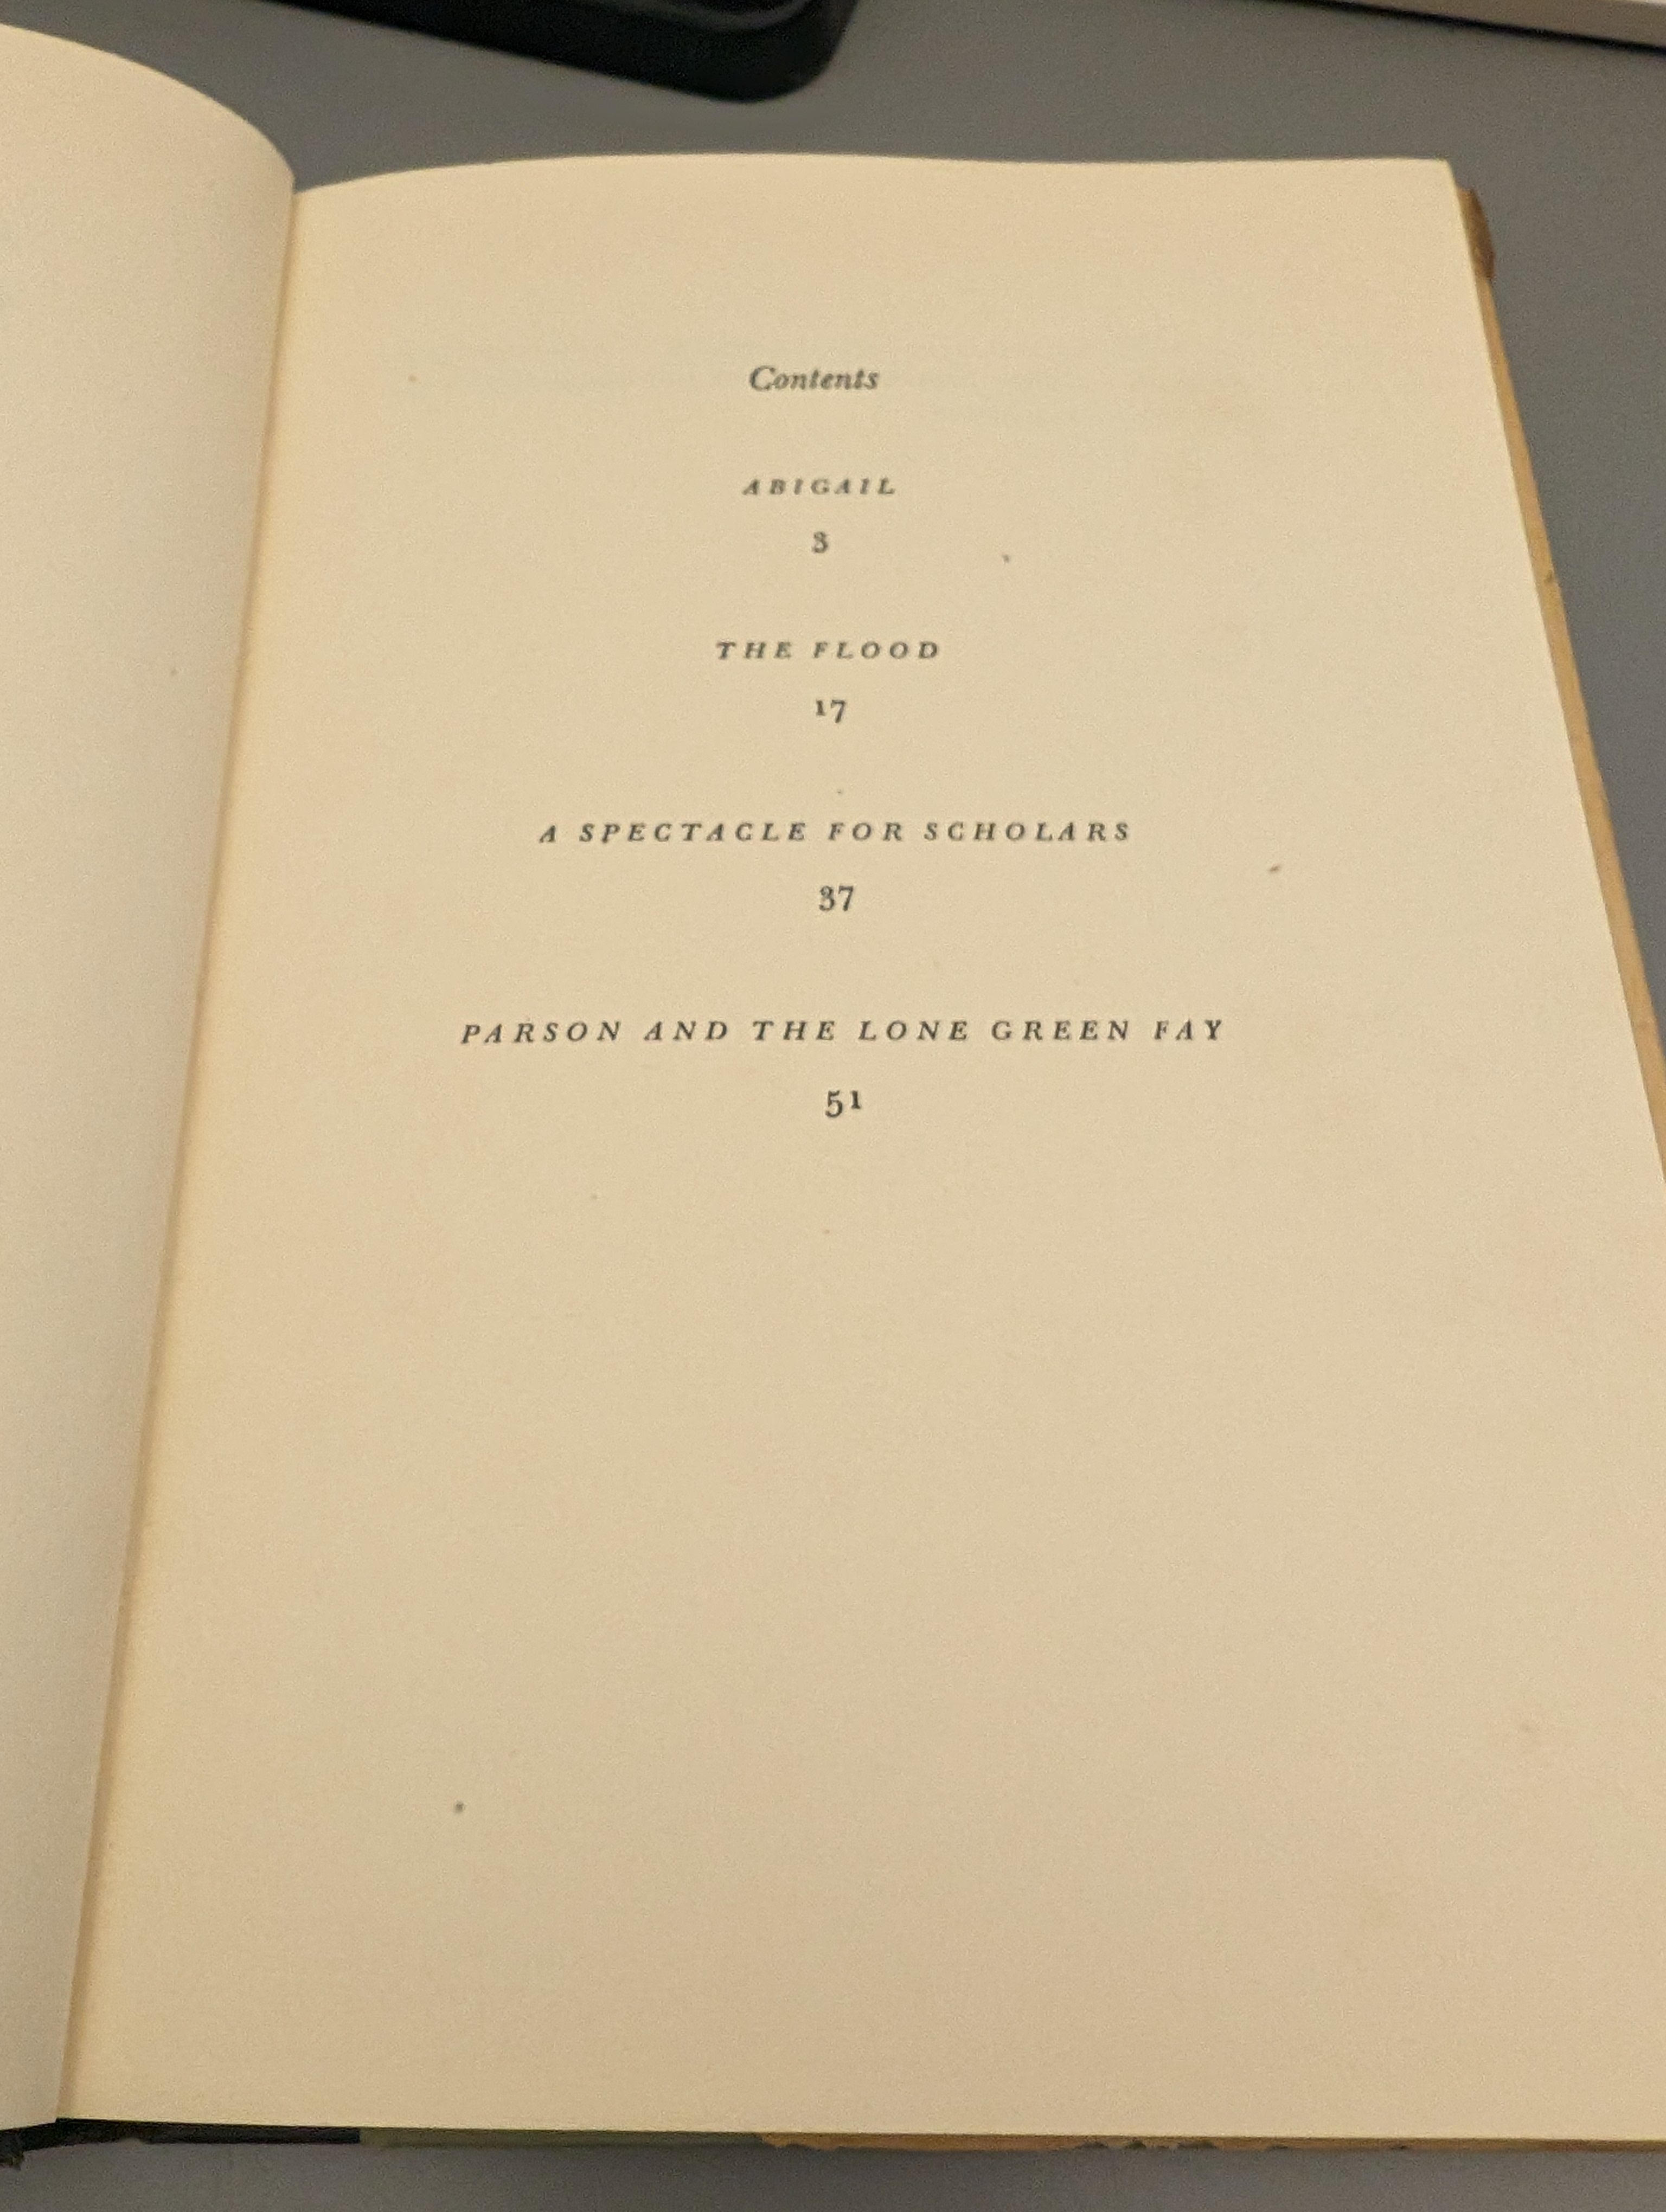 Contents
ABIGAIL
3
THE FLOOD
17
A SPECTACLE FOR SCHOLARS
37
PARSON AND THE LONE GREEN FAY
51